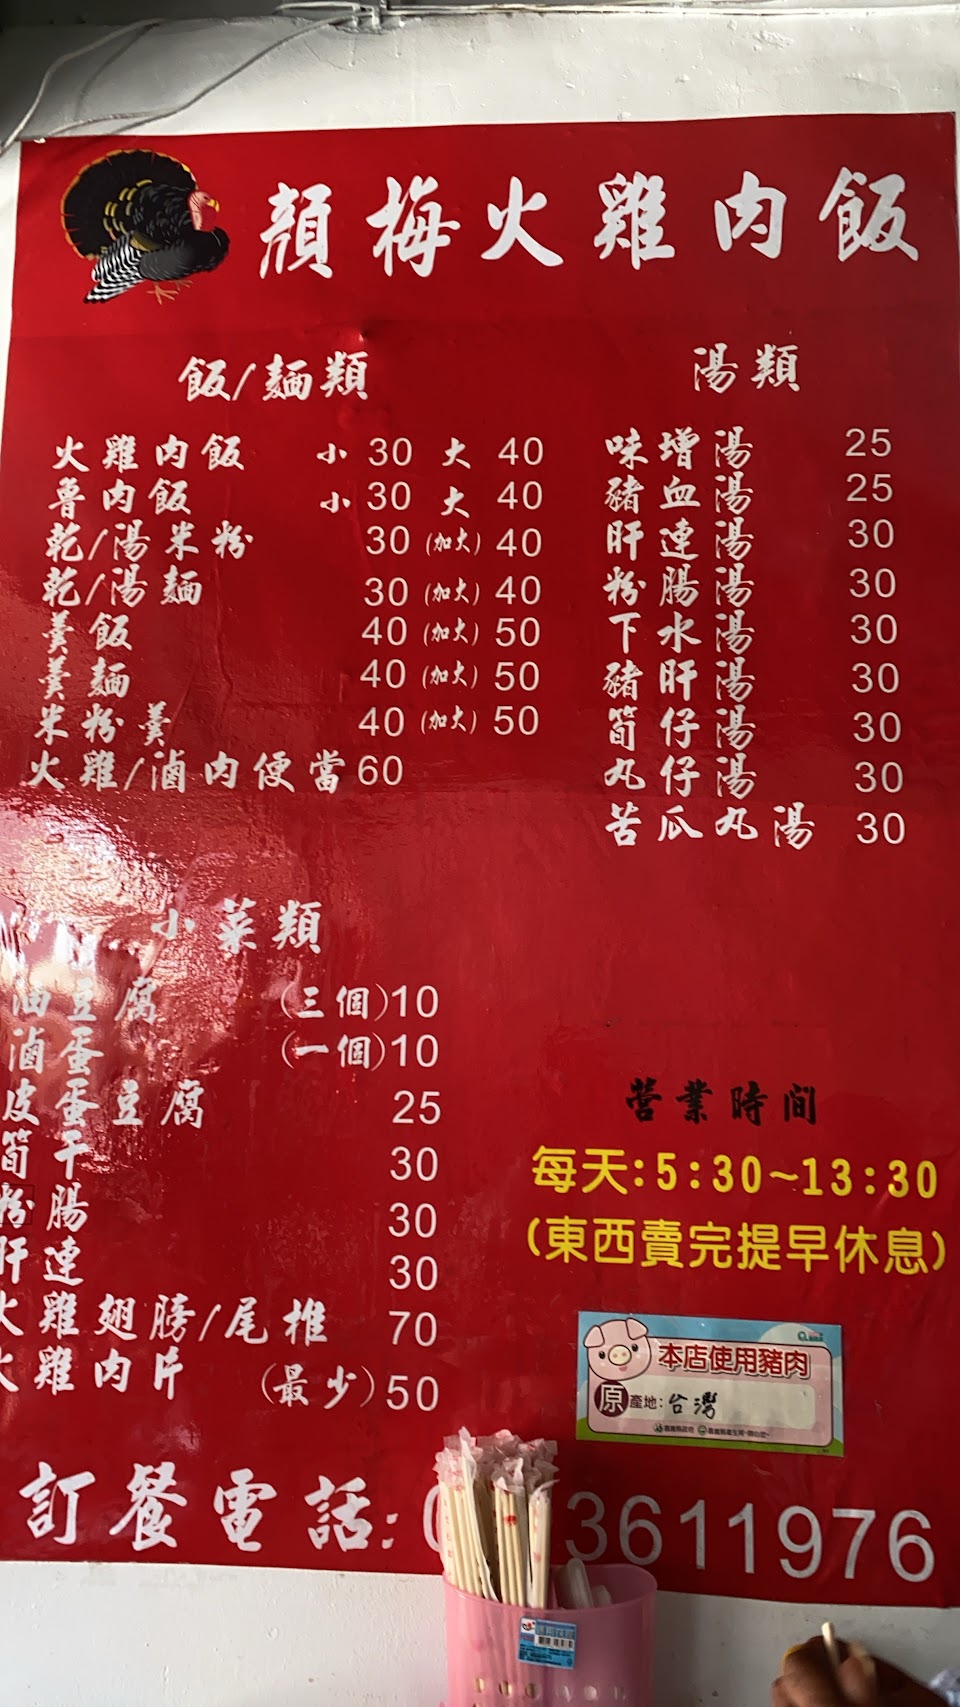 顏梅火雞肉飯
飯/麵類
火雞肉飯 小 30 大 40
魯肉飯 小 30 大 40
乾/湯米粉 30 (加大) 40
乾/湯麵 30 (加大) 40
羹飯 40 (加大) 50
羹麵 40 (加大) 50
米粉羹 40 (加大) 50
火雞/滷肉便當 60
湯類
味增湯 25
豬血湯 25
肝連湯 30
粉腸湯 30
下水湯 30
豬肝湯 30
筍仔湯 30
丸仔湯 30
苦瓜丸湯 30
小菜類
油豆腐 (三個) 10
滷蛋 (一個) 10
皮蛋豆腐 25
筍干 30
粉腸 30
肝連 30
火雞翅膀/尾椎 70
火雞肉片 (最少) 50
營業時間
每天:5:30~13:30
(東西賣完提早休息)
本店使用豬肉
原產地:台灣
訂餐電話: 3611976